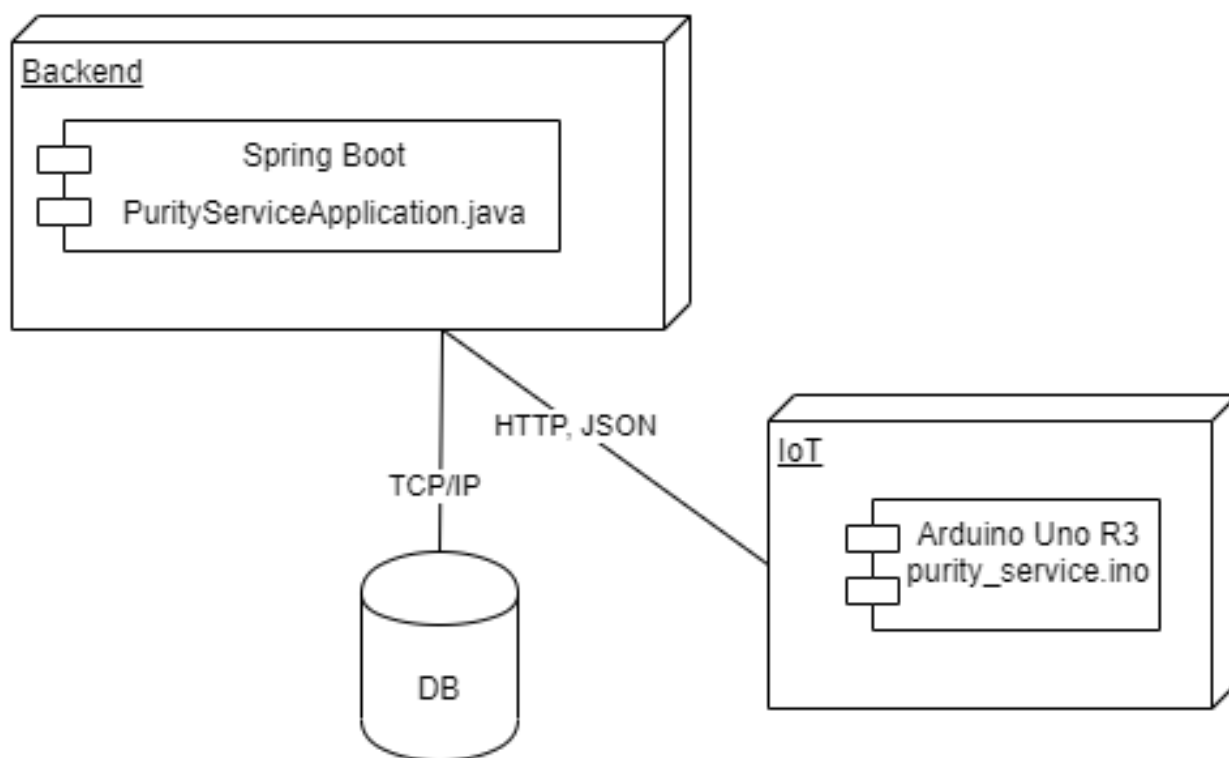 Backend
Spring Boot
PurityServiceApplication.java
HTTP, JSON
IoT
TCP/IP
Arduino Uno R3
purity_service.ino
DB